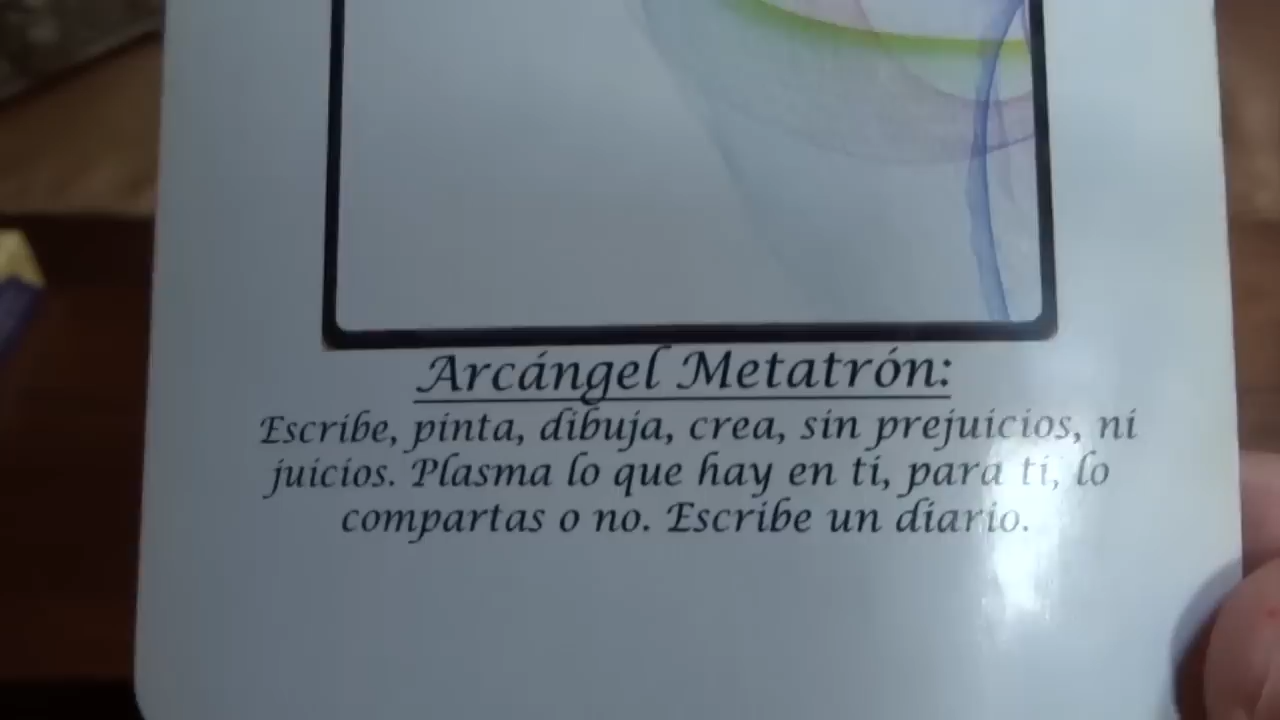 Arcángel Metatrón:
Escribe, pinta, dibuja, crea, sin prejuicios, ni
juicios. Plasma lo que hay en ti, para ti, lo
compartas o no. Escribe un diario.